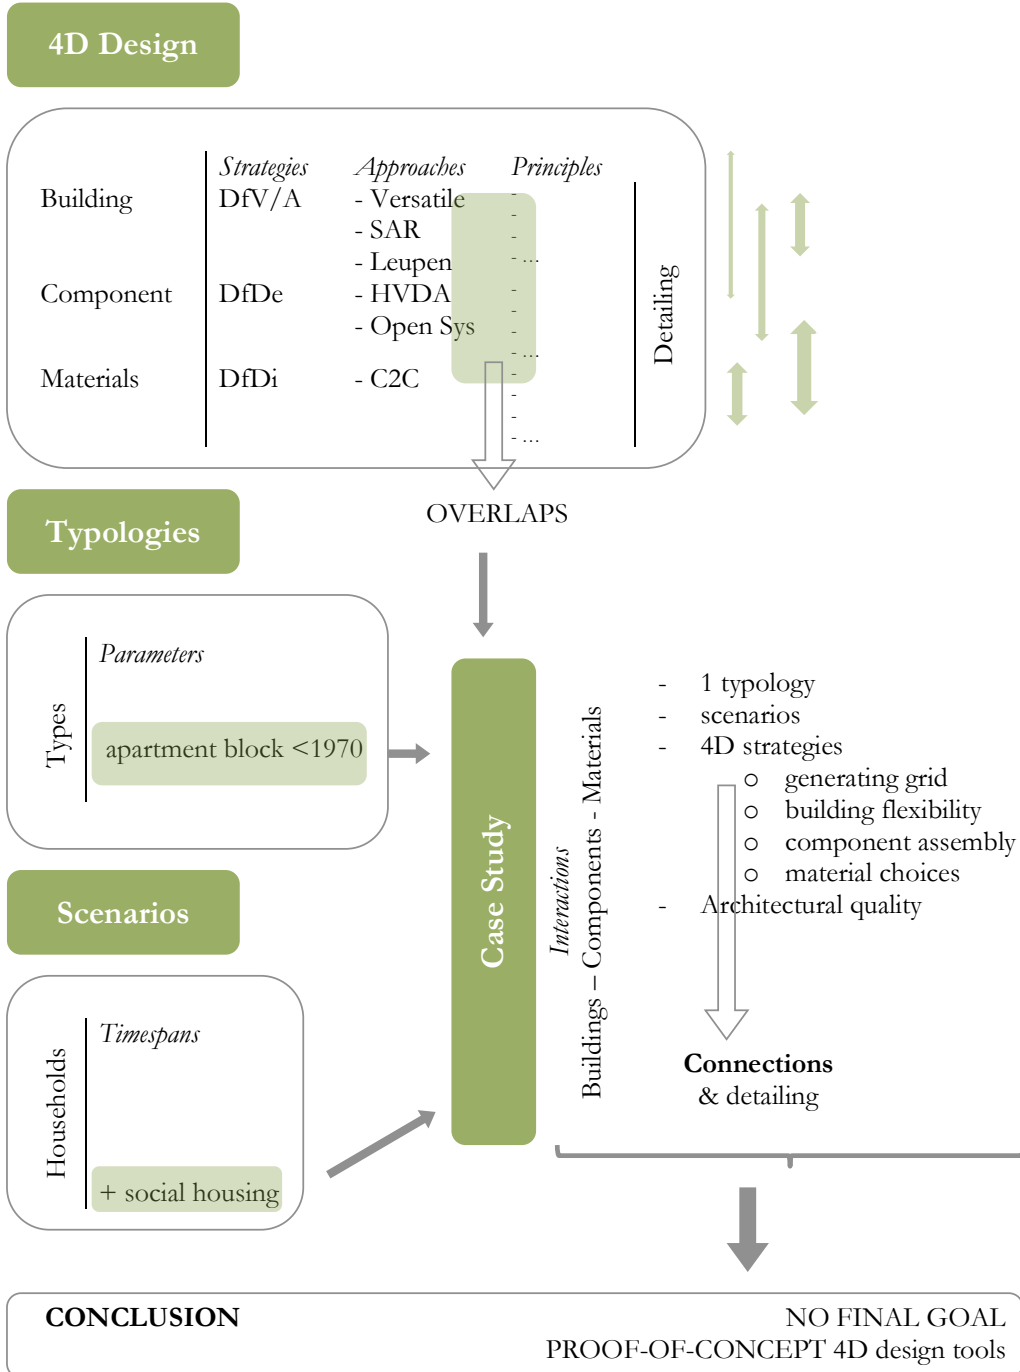 4D Design
Strategies Approaches Principles
Building DfV/A - Versatile -
- SAR -
- Leupen - ...
Component DfDe - HVDA -
- Open Sys -
- ...
Materials DfDi - C2C -
-
-
- ...
Detailing
OVERLAPS
Typologies
Parameters
Types
apartment block <1970
Scenarios
Timespans
Households
+ social housing
Case Study
Interactions
Buildings – Components - Materials
- 1 typology
- scenarios
- 4D strategies
o generating grid
o building flexibility
o component assembly
o material choices
- Architectural quality
Connections
& detailing
CONCLUSION NO FINAL GOAL
PROOF-OF-CONCEPT 4D design tools